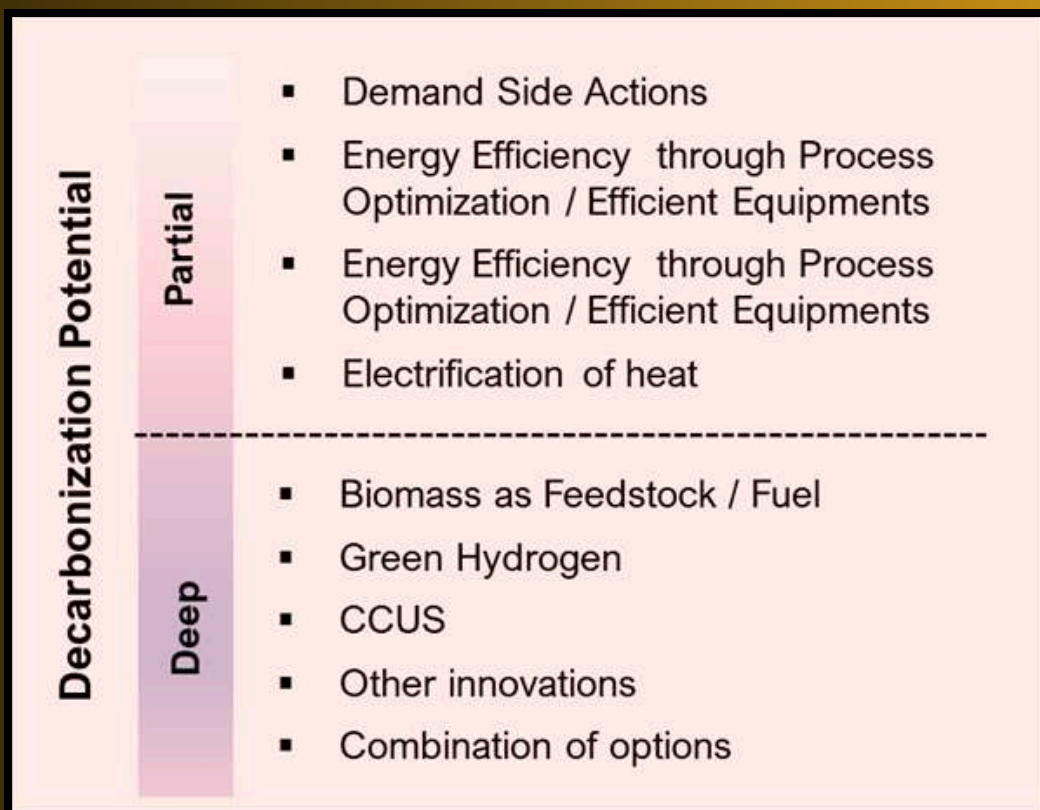 Decarbonization Potential
Partial
Demand Side Actions
Energy Efficiency through Process
Optimization / Efficient Equipments
Energy Efficiency through Process
Optimization / Efficient Equipments
Electrification of heat
Deep
Biomass as Feedstock / Fuel
Green Hydrogen
CCUS
Other innovations
Combination of options